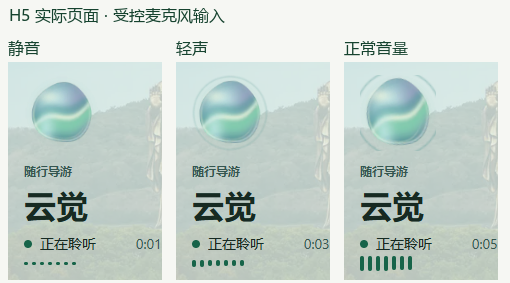 H5 实际页面 · 受控麦克风输入
静音
轻声
正常音量
随行导游
云觉
正在聆听 0:01
随行导游
云觉
正在聆听 0:03
随行导游
云觉
正在聆听 0:05